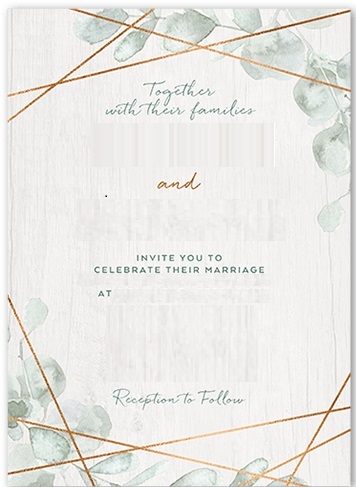 Together
with their families
and
INVITE YOU TO
CELEBRATE THEIR MARRIAGE
AT
Reception to Follow